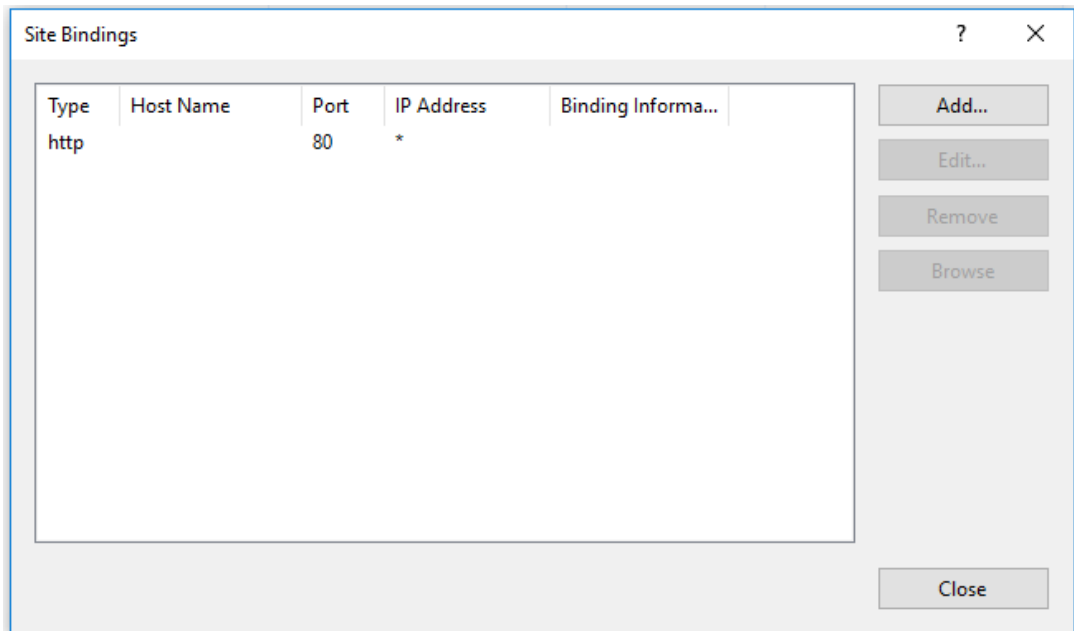 Site Bindings ?
Type Host Name Port IP Address Binding Informa...
http 80 *
Add...
Edit...
Remove
Browse
Close